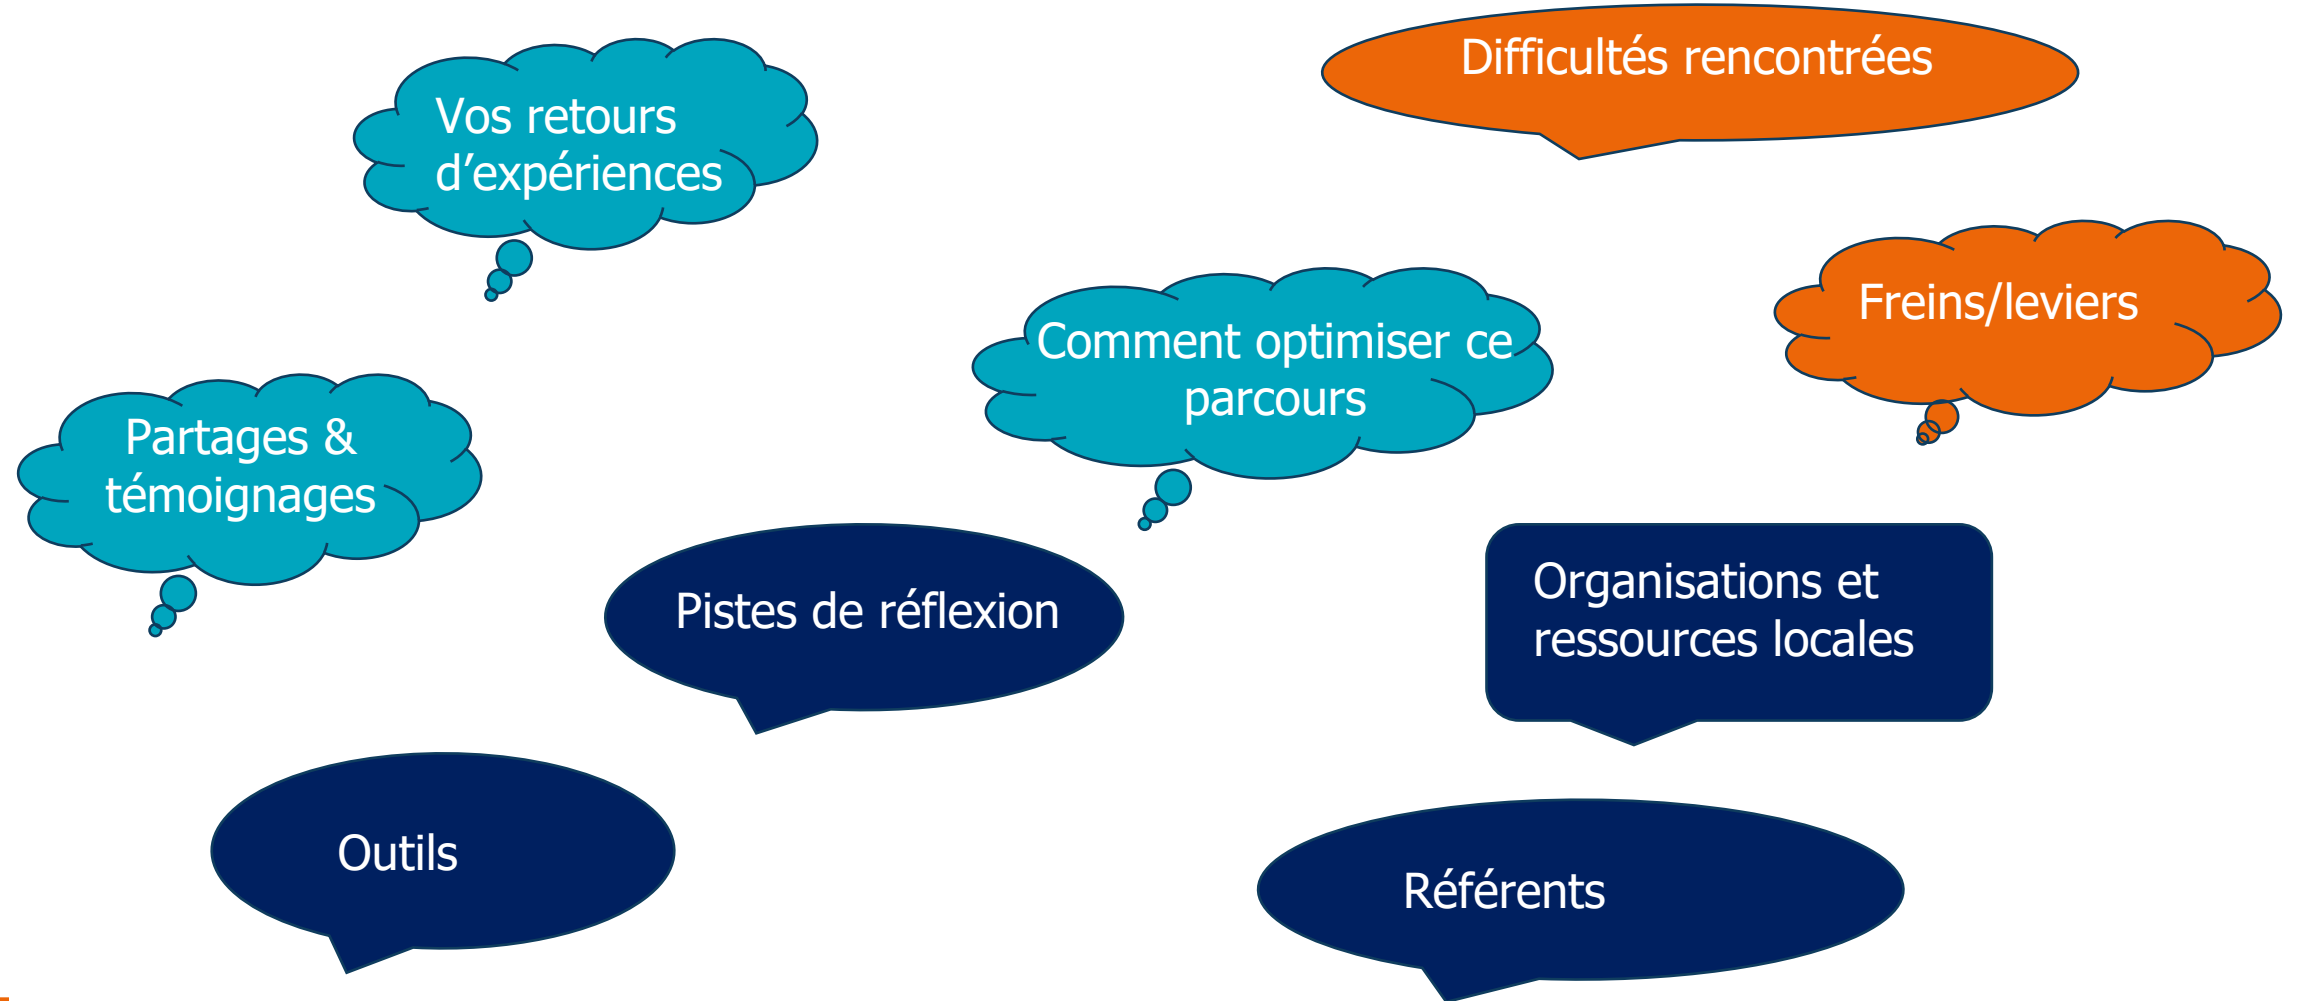 Difficultés rencontrées
Vos retours
d’expériences
Freins/leviers
Comment optimiser ce
parcours
Partages &
témoignages
Organisations et
ressources locales
Pistes de réflexion
Outils
Référents